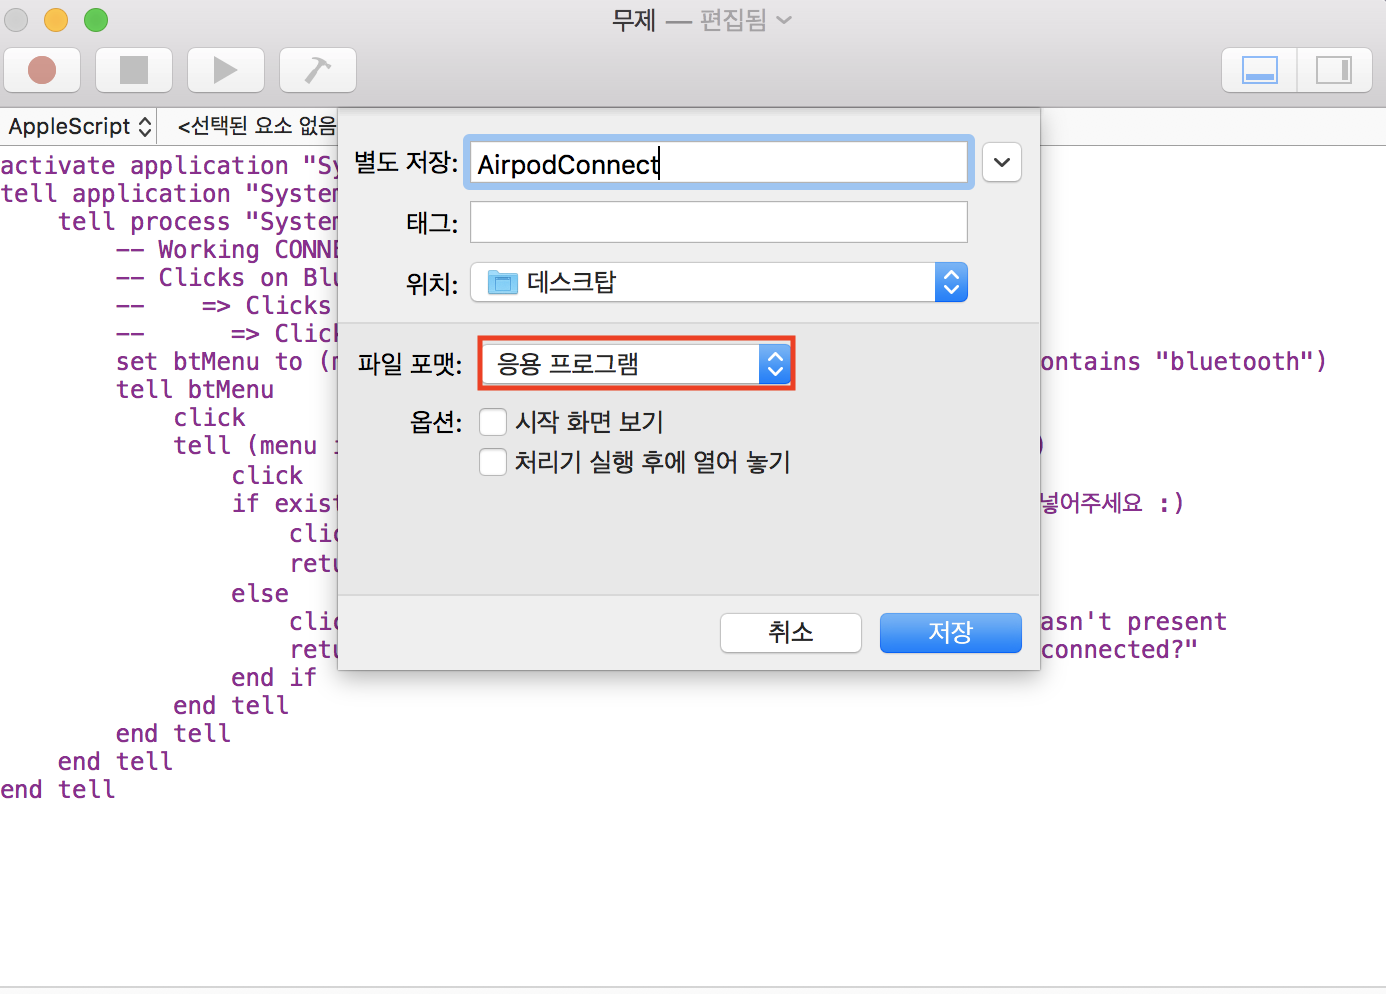 무제 — 편집됨
AppleScript <선택된 요소 없음
별도 저장: AirpodConnect
태그:
위치: 데스크탑
파일 포맷: 응용 프로그램
옵션: 시작 화면 보기
처리기 실행 후에 열어 놓기
취소 저장
activate application "Sy
tell application "System
tell process "System
-- Working CONNE
-- Clicks on Blu
-- => Clicks
-- => Click
set btMenu to ( ontains "bluetooth")
tell btMenu
click
tell (menu )
click
if exist 넣어주세요 :)
clic
retu
else
clic asn't present
retu connected?"
end if
end tell
end tell
end tell
end tell